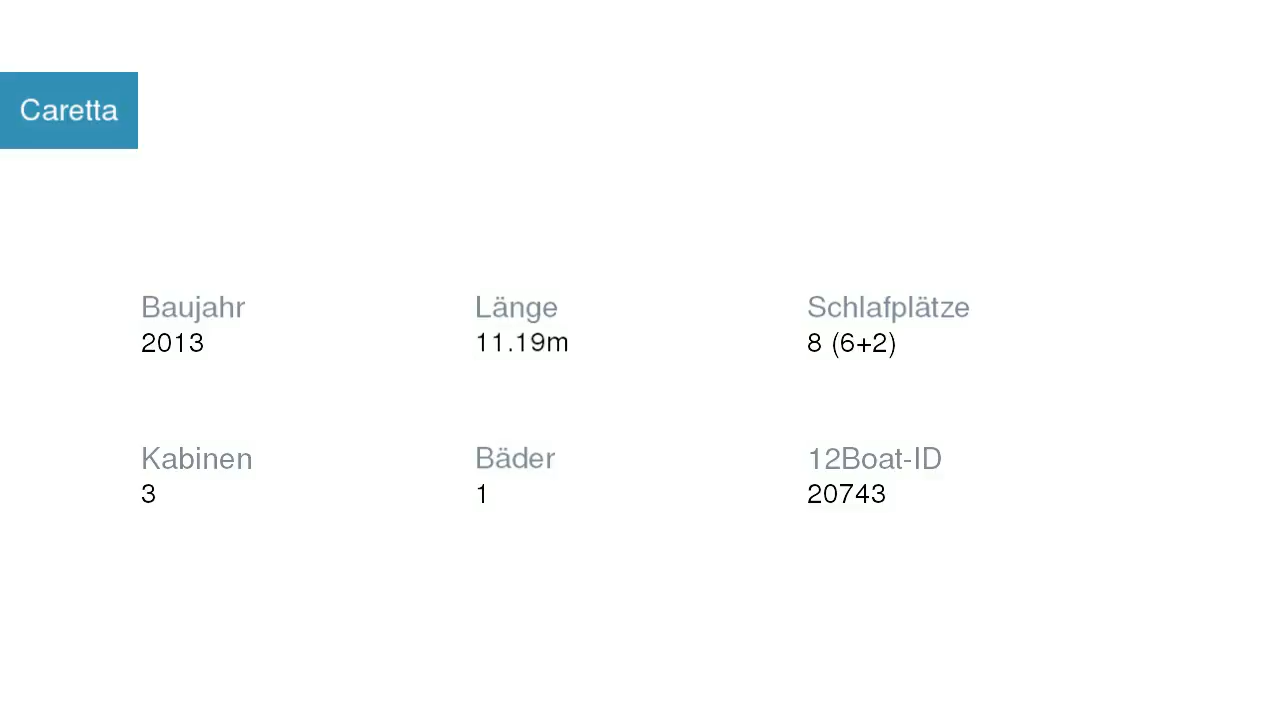 Caretta
Baujahr
2013
Länge
11.19m
Schlafplätze
8 (6+2)
Kabinen
3
Bäder
1
12Boat-ID
20743